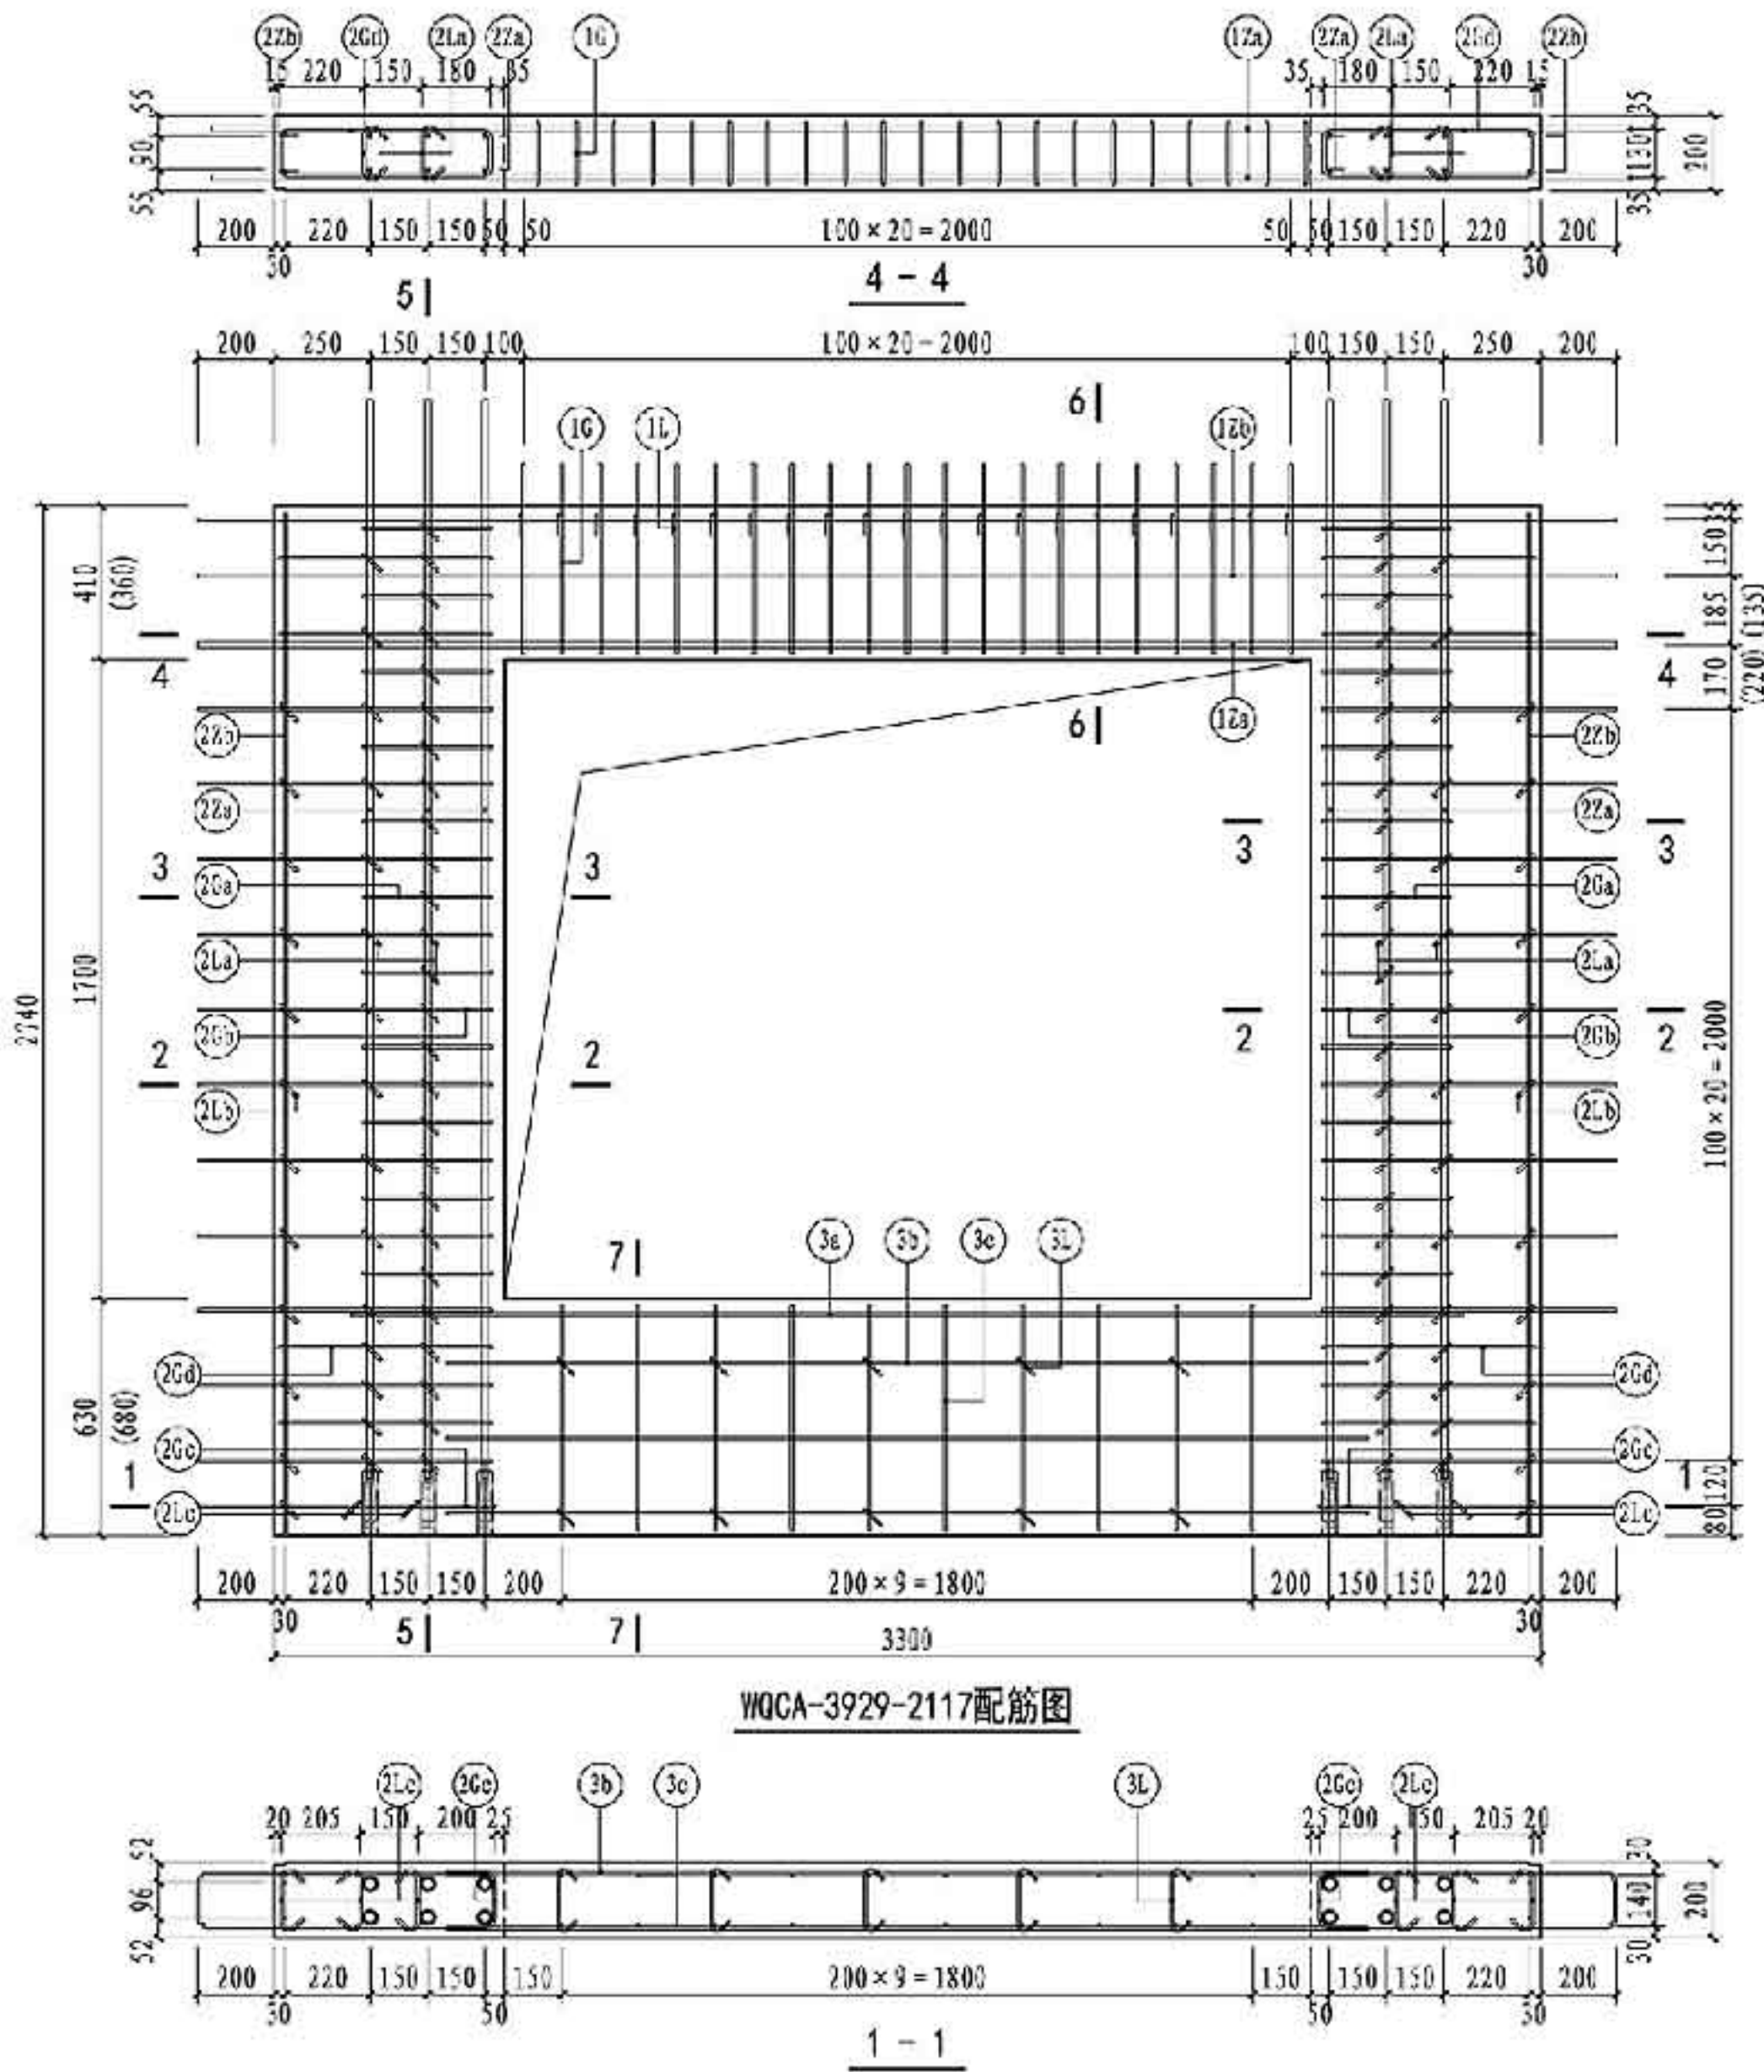 2Zb 2Gd 2La 2Za 1G 1Za 2Za 2La 2Gd 2Zb
15 220 150 180 35 35 180 150 220 15
55 90 55
35 130 35 200
200 220 150 150 50 50 100×20=2000 50 50 150 150 220 200
30 30
4-4
5
200 250 150 150 100 100×20=2000 100 150 150 250 200
6
1G 1L 1Zb
35
150
410 (360)
185 (135)
4 4
170 (220)
2Zb 6 1Za 2Zb
2Za 2Za
3 3 3 3
2Ga 2Ga
2La 2La
1700
2740
2Gb 2Gb
2 2 2 2
100×20=2000
2Lb 2Lb
7 3a 3b 3c 3L
2Gd 2Gd
630 (680)
2Gc 2Gc
1 1
120
2Lc 2Lc
80
200 220 150 150 200 200×9=1800 200 150 150 220 200
30 30
5 7 3300
WQCA-3929-2117配筋图
2Lc 2Gc 3b 3c 3L 2Gc 2Lc
20 205 150 200 25 25 200 150 205 20
52 96 52
30 140 30 200
200 220 150 150 150 200×9=1800 150 150 150 220 200
30 50 50 30
1-1